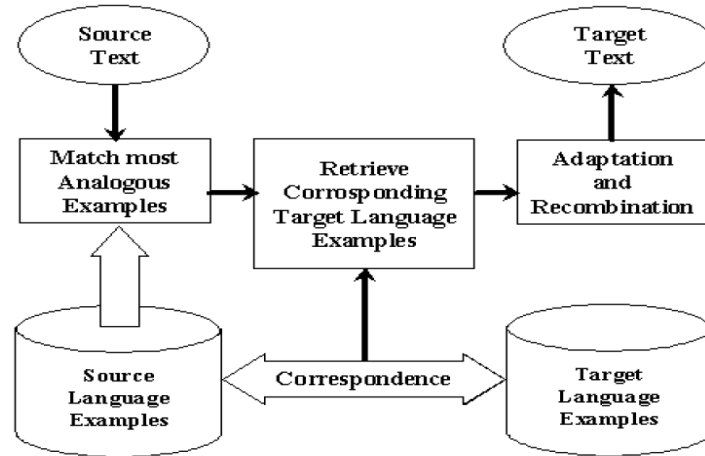 Source
Text
Target
Text
Match most
Analogous
Examples
Retrieve
Corrosponding
Target Language
Examples
Adaptation
and
Recombination
Source
Language
Examples
Correspondence
Target
Language
Examples